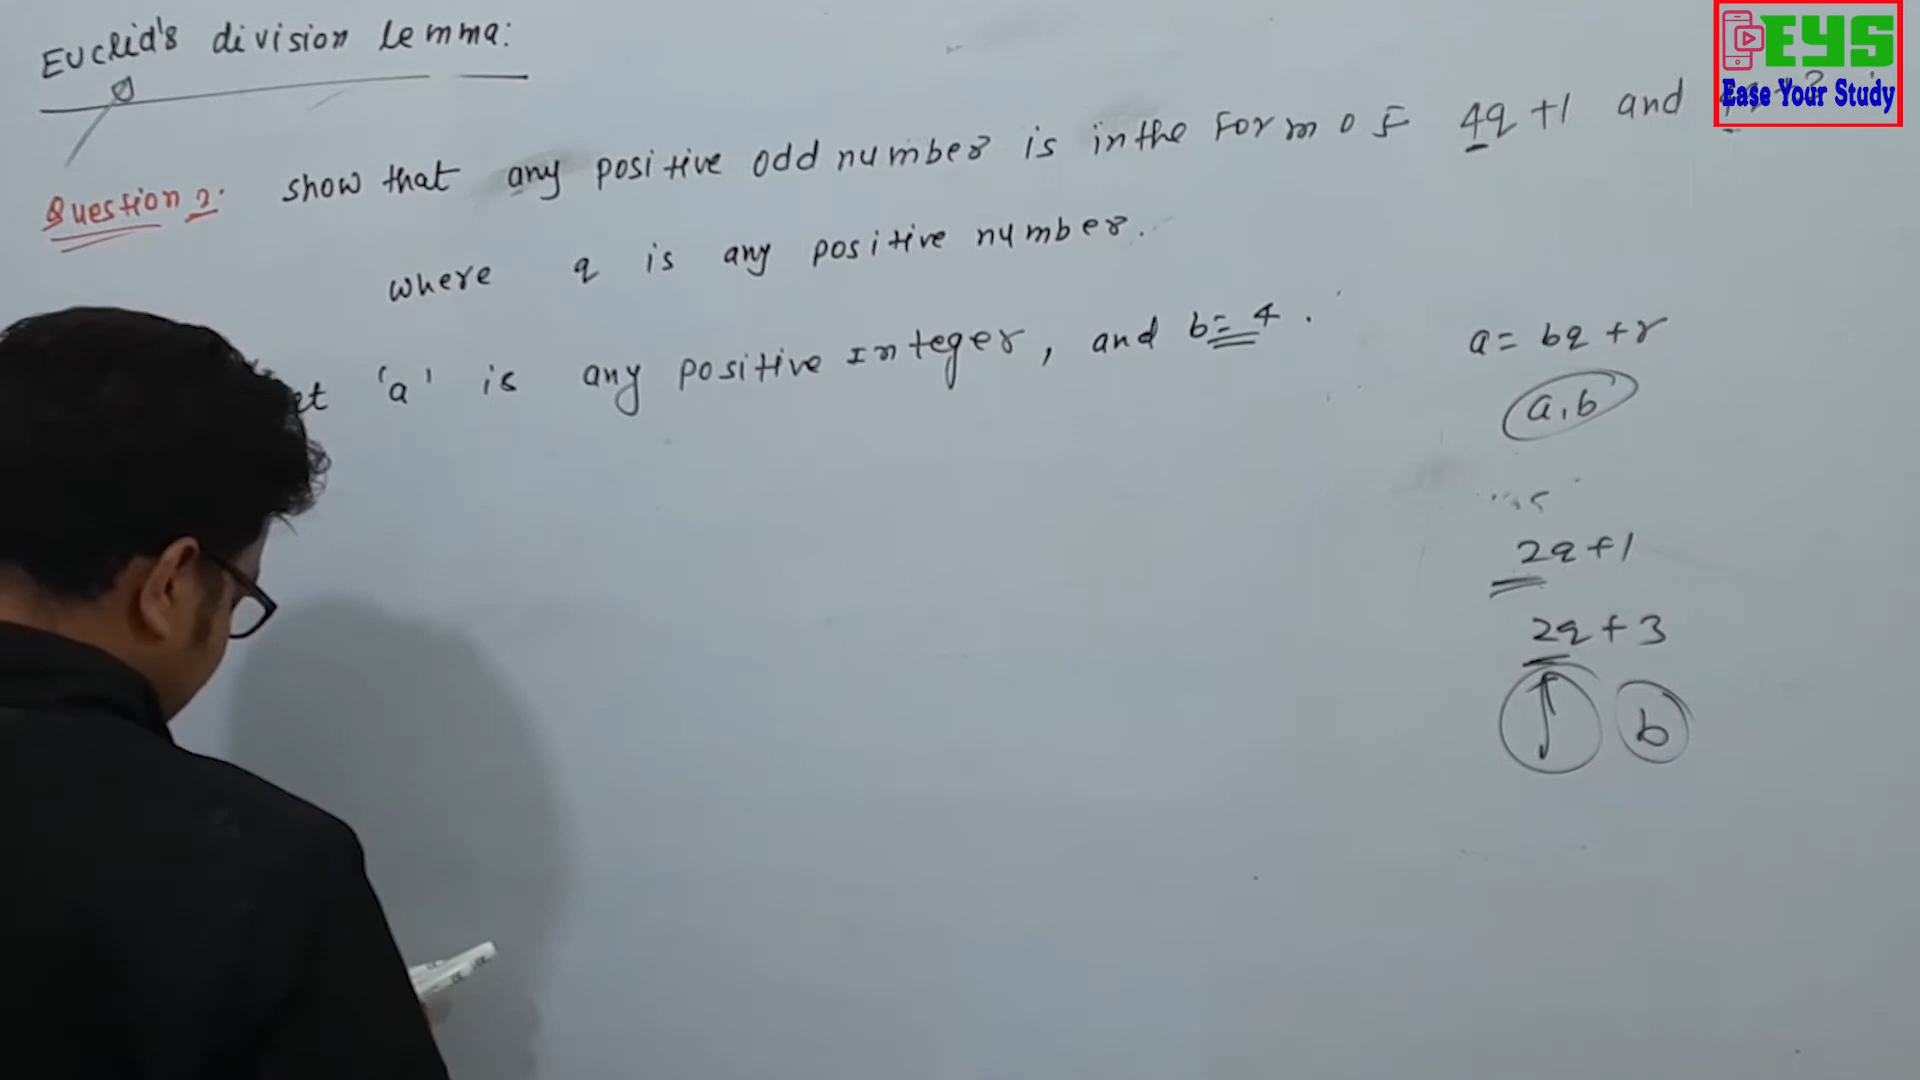 EYS
Ease Your Study
Euclid's division lemma:
Question 2. show that any positive odd number is in the form of 4q +1 and
where q is any positive number.
'a' is any positive Integer, and b = 4.
a = bq + r
a, b
2q + 1
2q + 3
b